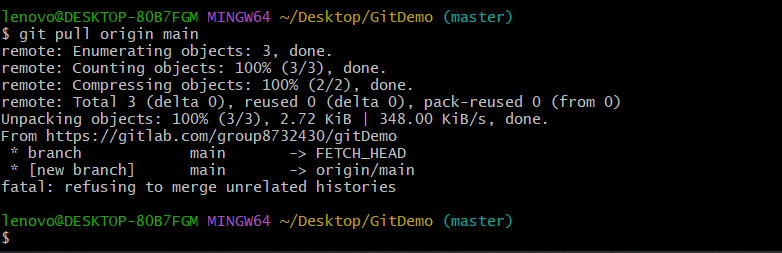 lenovo@DESKTOP-8OB7FGM MINGW64 ~/Desktop/GitDemo (master)
$ git pull origin main
remote: Enumerating objects: 3, done.
remote: Counting objects: 100% (3/3), done.
remote: Compressing objects: 100% (2/2), done.
remote: Total 3 (delta 0), reused 0 (delta 0), pack-reused 0 (from 0)
Unpacking objects: 100% (3/3), 2.72 KiB | 348.00 KiB/s, done.
From https://gitlab.com/group8732430/gitDemo
 * branch            main       -> FETCH_HEAD
 * [new branch]      main       -> origin/main
fatal: refusing to merge unrelated histories
lenovo@DESKTOP-8OB7FGM MINGW64 ~/Desktop/GitDemo (master)
$